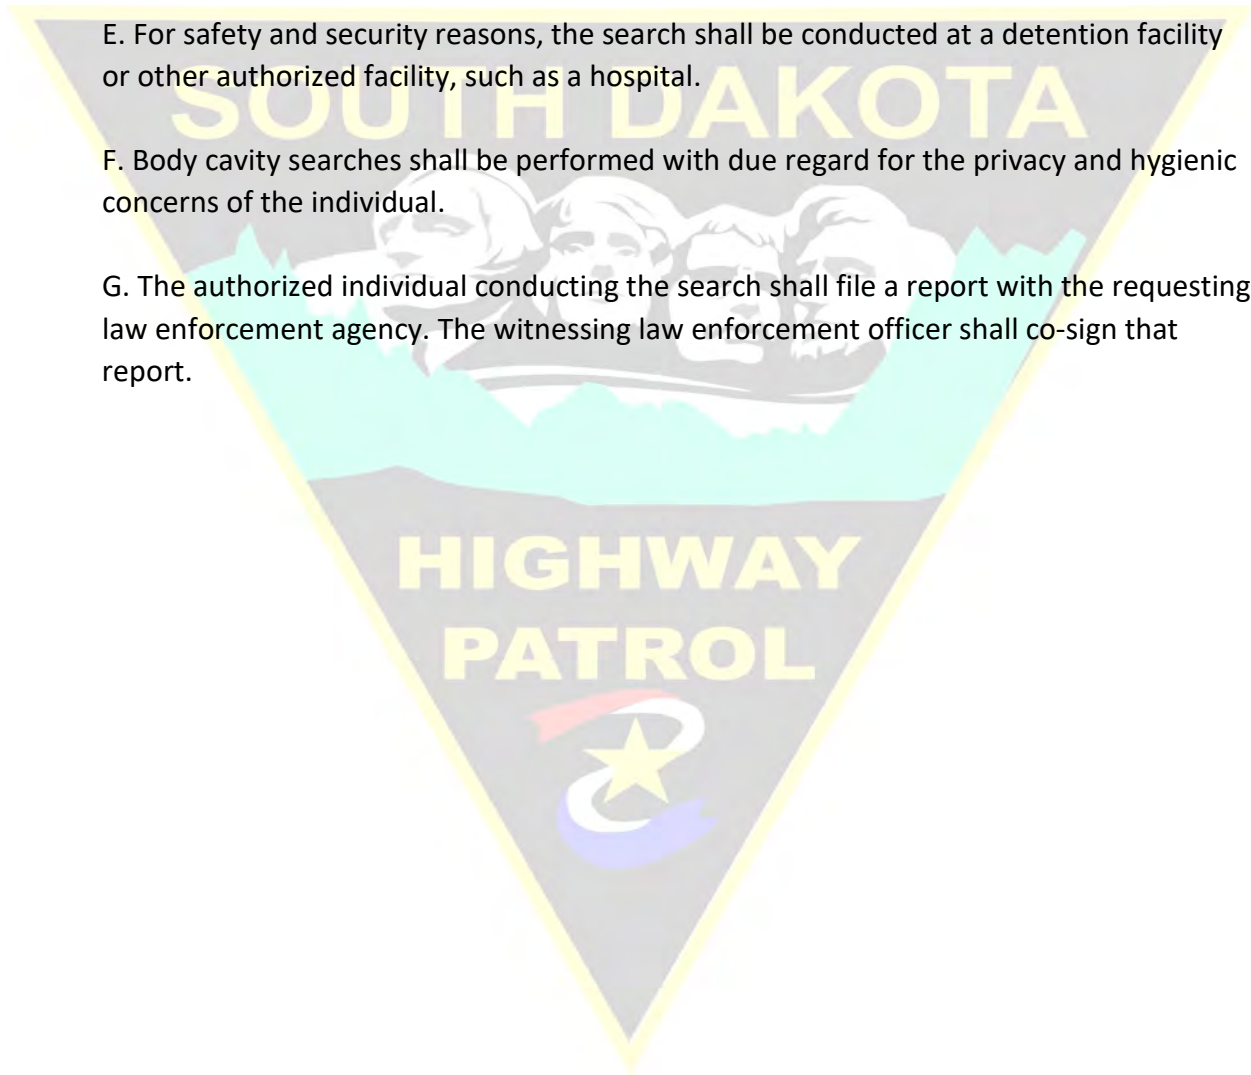 E. For safety and security reasons, the search shall be conducted at a detention facility
or other authorized facility, such as a hospital.
SOUTH DAKOTA
F. Body cavity searches shall be performed with due regard for the privacy and hygienic
concerns of the individual.
G. The authorized individual conducting the search shall file a report with the requesting
law enforcement agency. The witnessing law enforcement officer shall co-sign that
report.
HIGHWAY
PATROL